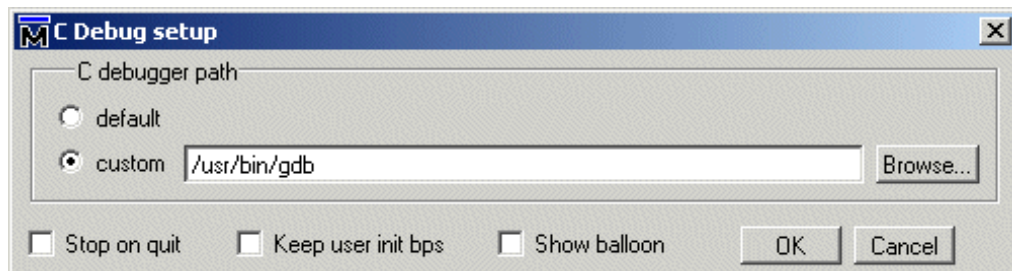 M C Debug setup
C debugger path
default
custom /usr/bin/gdb Browse...
Stop on quit Keep user init bps Show balloon OK Cancel